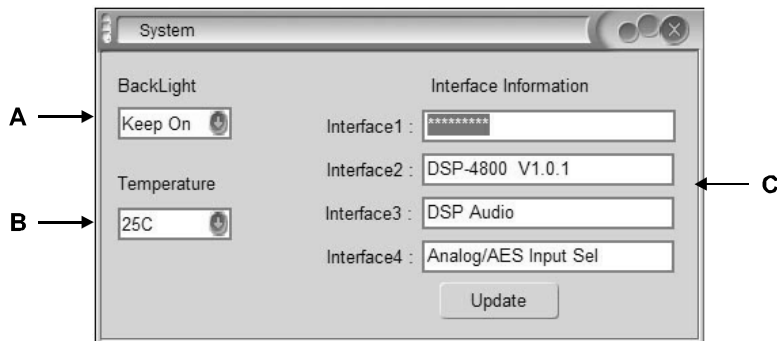 System
BackLight
A
Keep On
Temperature
B
25C
Interface Information
Interface1 : *********
Interface2 : DSP-4800 V1.0.1
Interface3 : DSP Audio
Interface4 : Analog/AES Input Sel
Update
C